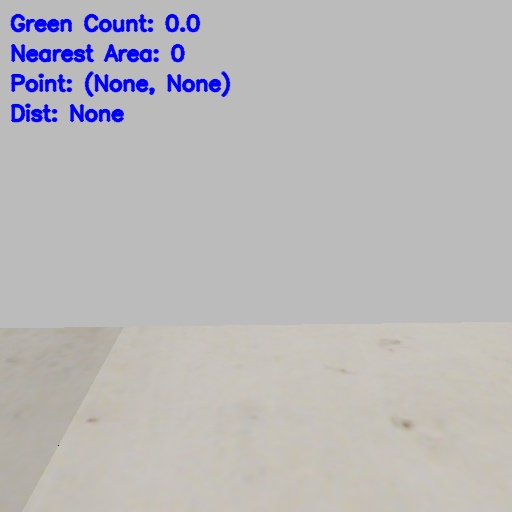 Green Count: 0.0
Nearest Area: 0
Point: (None, None)
Dist: None